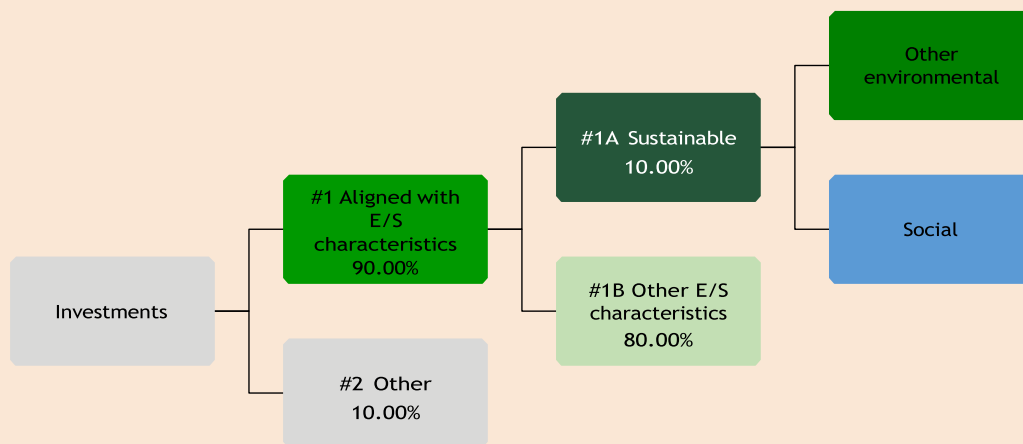 Other
environmental
#1A Sustainable
10.00%
#1 Aligned with
E/S
characteristics
90.00%
Social
Investments
#1B Other E/S
characteristics
80.00%
#2 Other
10.00%